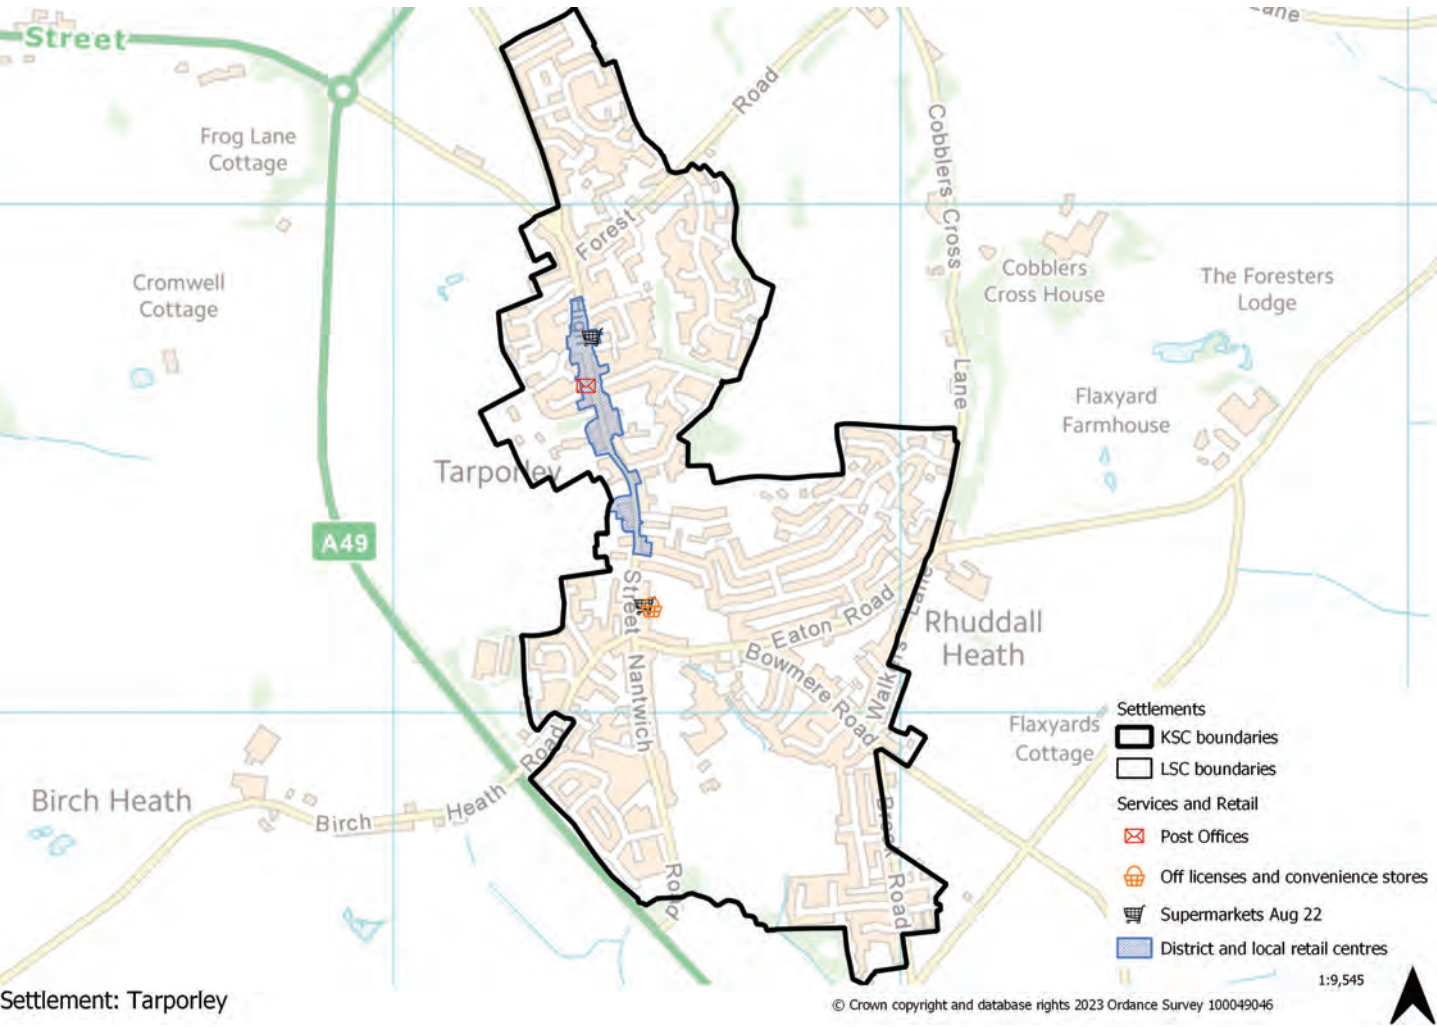 Street
Lane
Road
Frog Lane
Cottage
Cobblers Cross
Lane
Forest
Cromwell
Cottage
Cobblers
Cross House
The Foresters
Lodge
Flaxyard
Farmhouse
Tarporley
A49
Street
Eaton Road
Bowmere Road
Walkers Lane
Rhuddall
Heath
Nantwich
Road
Birch Heath
Birch Heath Road
Flaxyards
Cottage
Brook Road
Settlements
KSC boundaries
LSC boundaries
Services and Retail
Post Offices
Off licenses and convenience stores
Supermarkets Aug 22
District and local retail centres
1:9,545
Settlement: Tarporley
© Crown copyright and database rights 2023 Ordance Survey 100049046